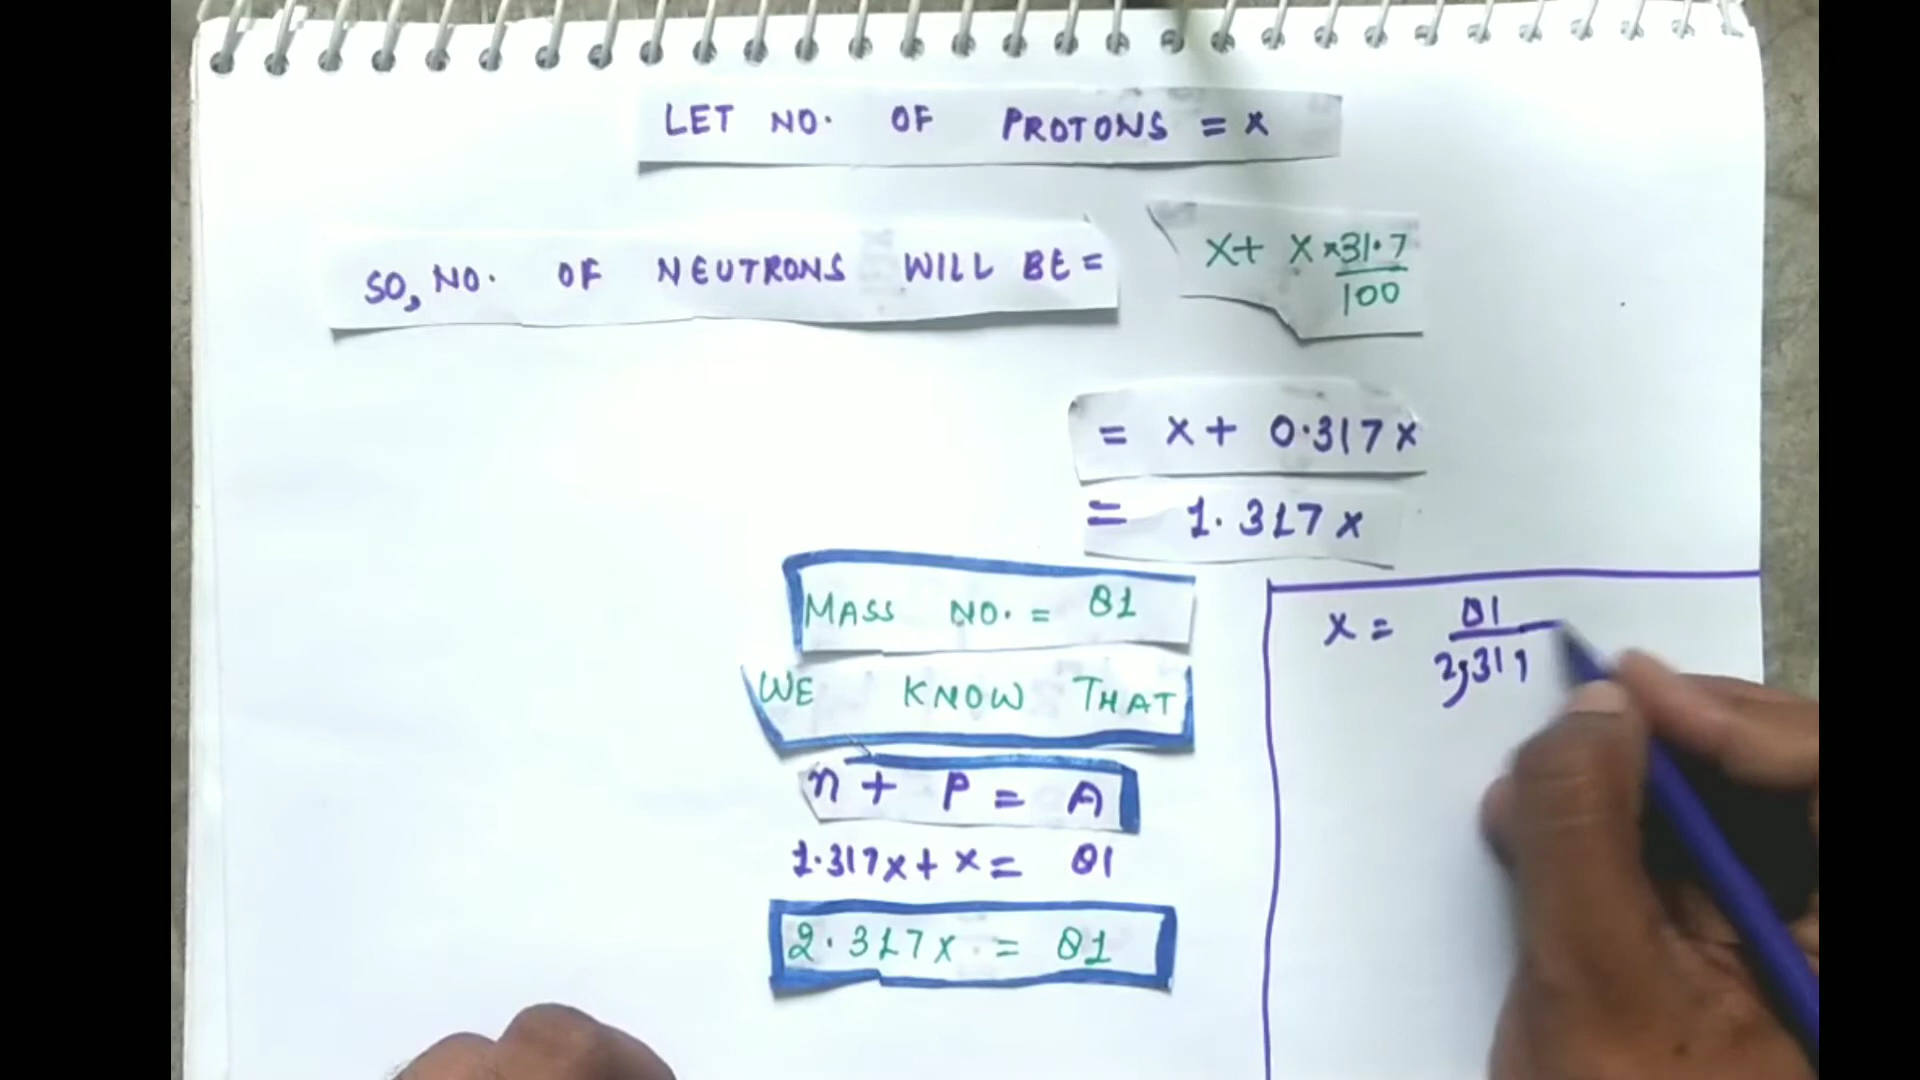 LET NO. OF PROTONS = x
SO, NO. OF NEUTRONS WILL BE = x + x × 31.7 / 100
= x + 0.317x
= 1.317x
MASS NO. = 81
WE KNOW THAT
n + P = A
1.317x + x = 81
2.317x = 81
x = 81 / 2.317